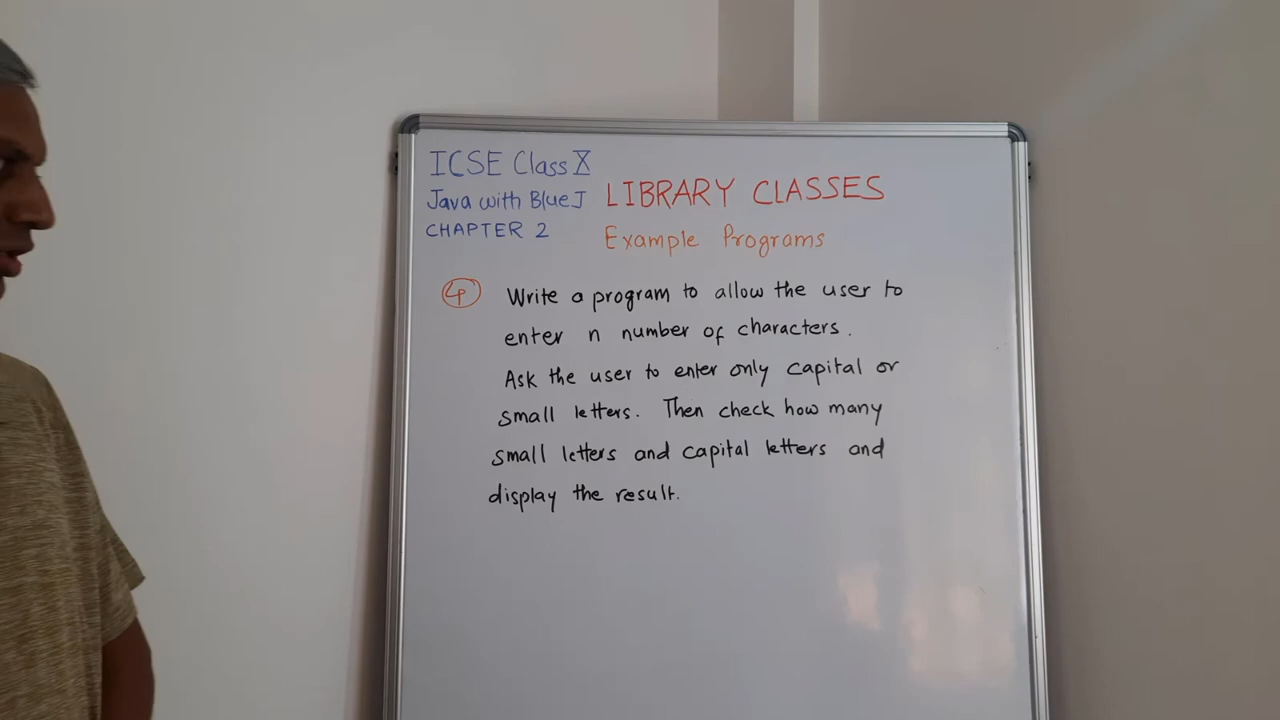 ICSE Class X
Java with BlueJ
CHAPTER 2
LIBRARY CLASSES
Example Programs
4 Write a program to allow the user to
enter n number of characters.
Ask the user to enter only capital or
small letters. Then check how many
small letters and capital letters and
display the result.